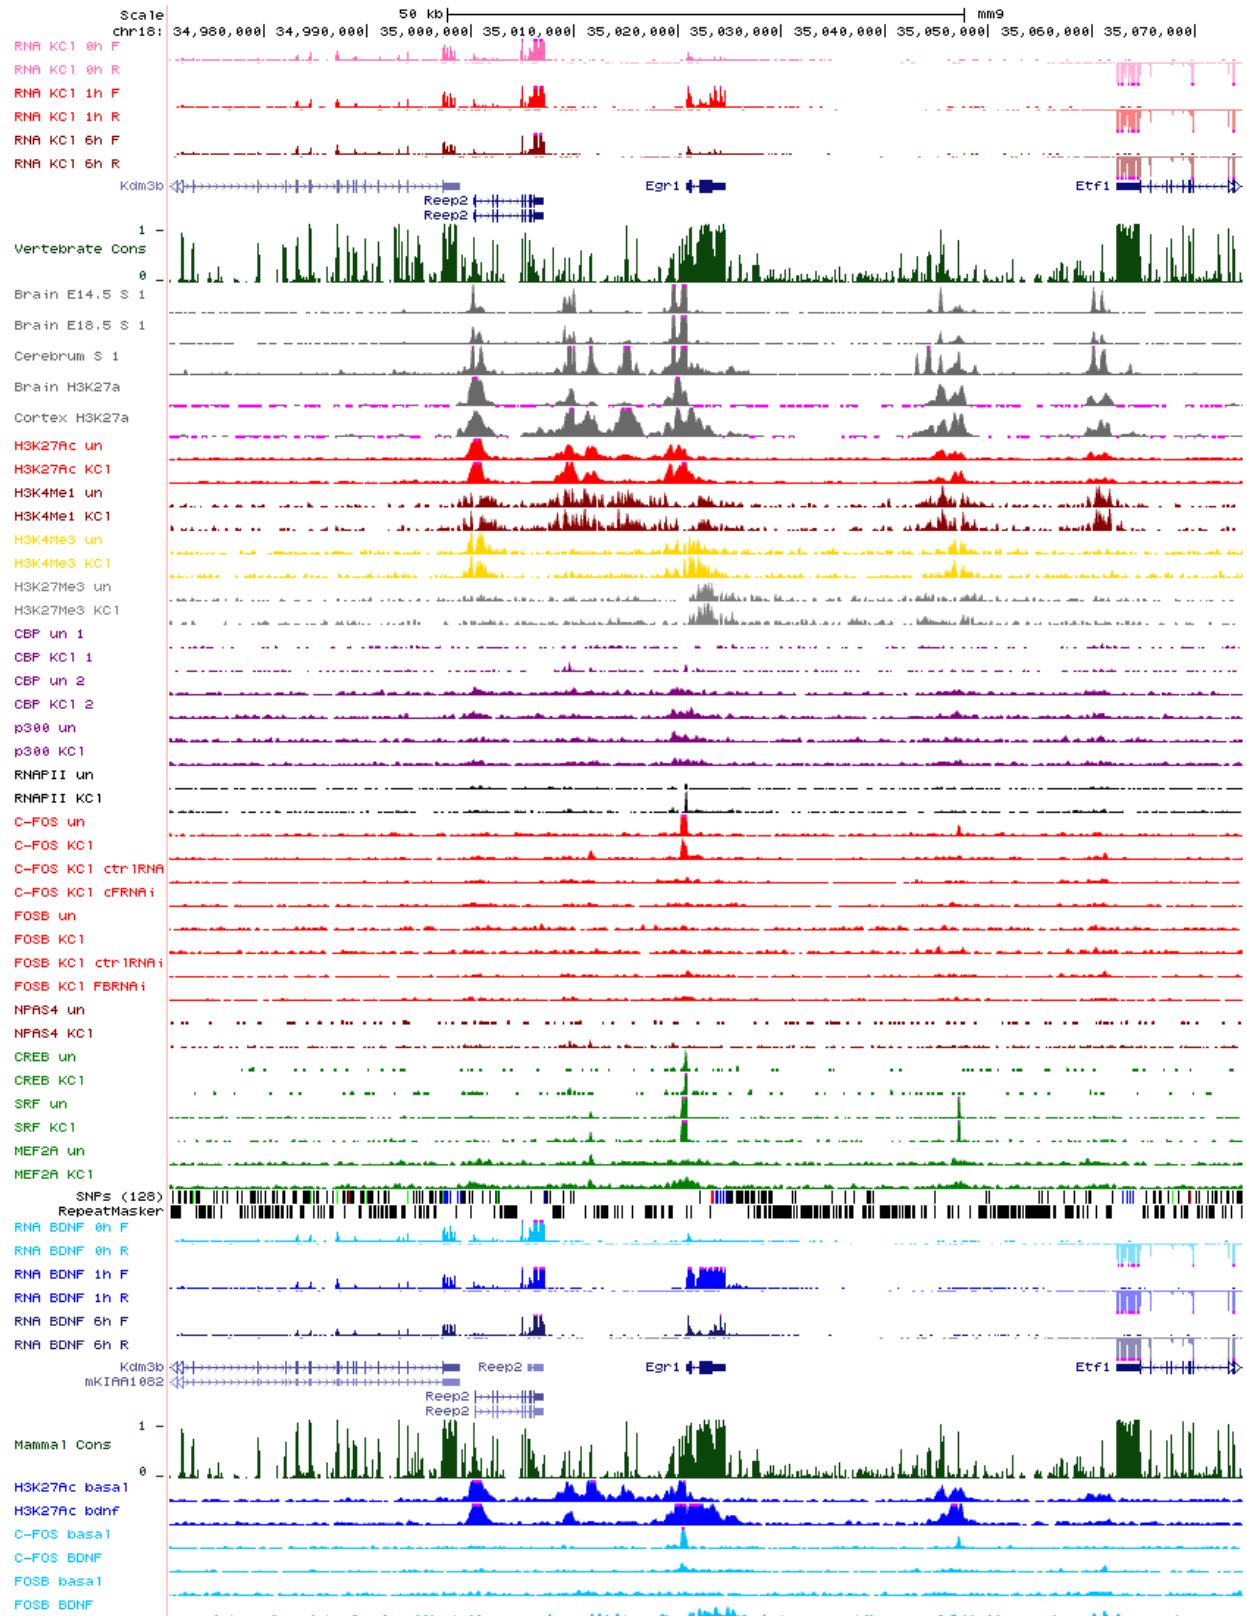 Scale 50 kb mm9
chr18: 34,980,000 34,990,000 35,000,000 35,010,000 35,020,000 35,030,000 35,040,000 35,050,000 35,060,000 35,070,000
RNA KCl 0h F
RNA KCl 0h R
RNA KCl 1h F
RNA KCl 1h R
RNA KCl 6h F
RNA KCl 6h R
Kdm3b Egr1 Etf1
Reep2
Reep2
1
Vertebrate Cons
0
Brain E14.5 S 1
Brain E18.5 S 1
Cerebrum S 1
Brain H3K27a
Cortex H3K27a
H3K27Ac un
H3K27Ac KCl
H3K4Me1 un
H3K4Me1 KCl
H3K4Me3 un
H3K4Me3 KCl
H3K27Me3 un
H3K27Me3 KCl
CBP un 1
CBP KCl 1
CBP un 2
CBP KCl 2
p300 un
p300 KCl
RNAPII un
RNAPII KCl
C-FOS un
C-FOS KCl
C-FOS KCl ctrlRNA
C-FOS KCl cFRNAi
FOSB un
FOSB KCl
FOSB KCl ctrlRNAi
FOSB KCl FBRNAi
NPAS4 un
NPAS4 KCl
CREB un
CREB KCl
SRF un
SRF KCl
MEF2A un
MEF2A KCl
SNPs (128)
RepeatMasker
RNA BDNF 0h F
RNA BDNF 0h R
RNA BDNF 1h F
RNA BDNF 1h R
RNA BDNF 6h F
RNA BDNF 6h R
Kdm3b Reep2 Egr1 Etf1
mKIAA1082
Reep2
Reep2
1
Mammal Cons
0
H3K27Ac basal
H3K27Ac bdnf
C-FOS basal
C-FOS BDNF
FOSB basal
FOSB BDNF